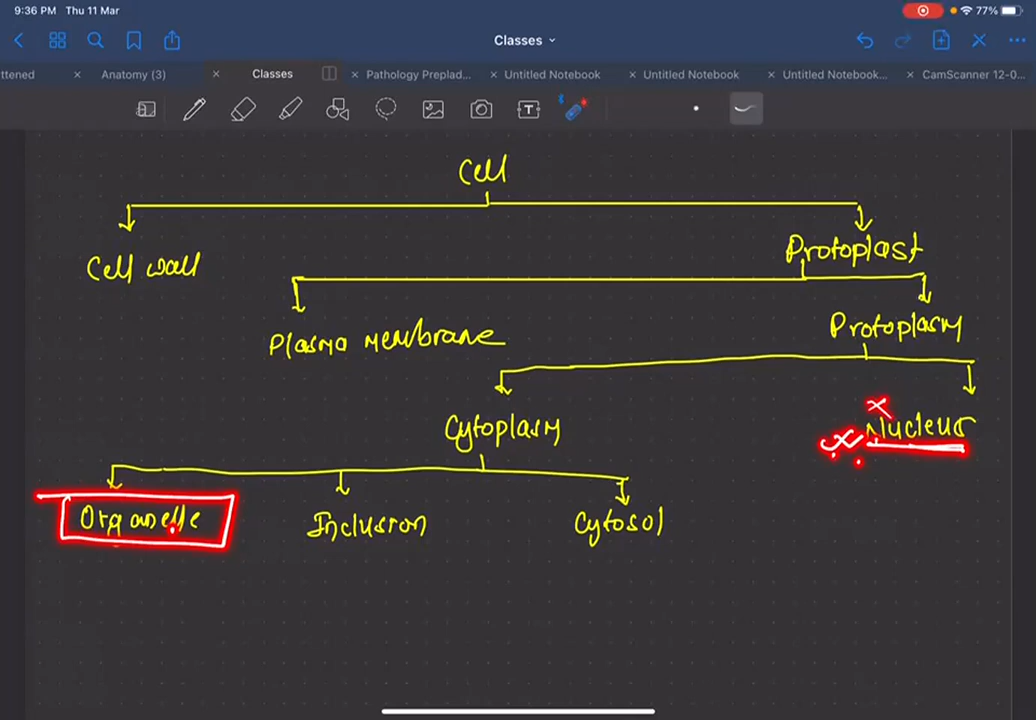 9:36 PM Thu 11 Mar
77%
Classes
ttened
Anatomy (3)
Classes
Pathology Preplad...
Untitled Notebook
Untitled Notebook
Untitled Notebook...
CamScanner 12-0...
Cell
Cell wall
Protoplast
Plasma membrane
Protoplasm
Cytoplasm
Nucleus
Organelle
Inclusion
Cytosol